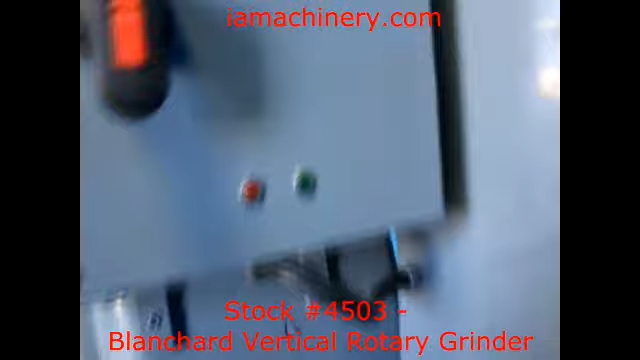 iamachinery.com
Stock #4503 -
Blanchard Vertical Rotary Grinder